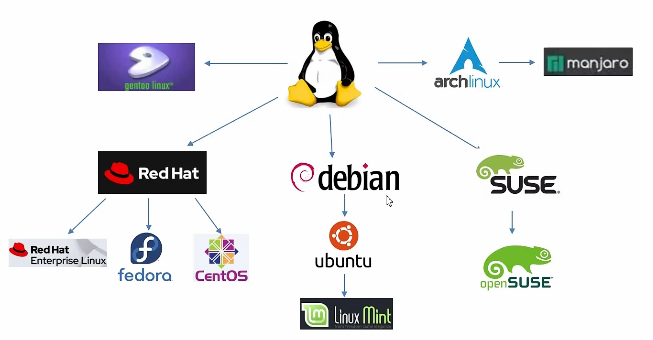 gentoo linux
archlinux
manjaro
Red Hat
debian
SUSE
Red Hat
Enterprise Linux
fedora
CentOS
ubuntu
openSUSE
Linux Mint